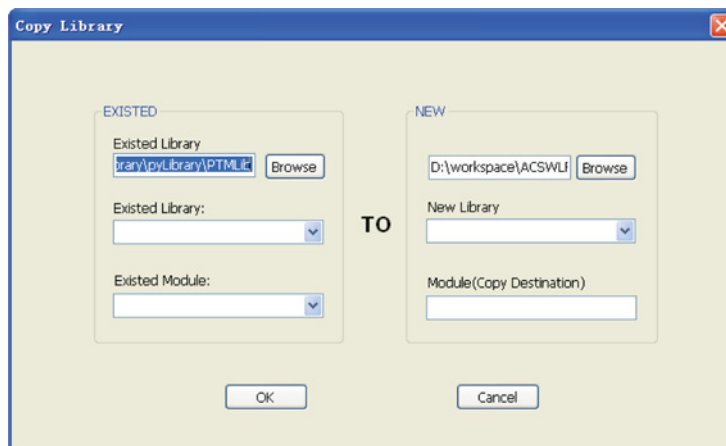 Copy Library
EXISTED
Existed Library
rary\pyLibrary\PTMLib
Browse
Existed Library:
Existed Module:
TO
NEW
D:\workspace\ACSWLF
Browse
New Library
Module(Copy Destination)
OK
Cancel